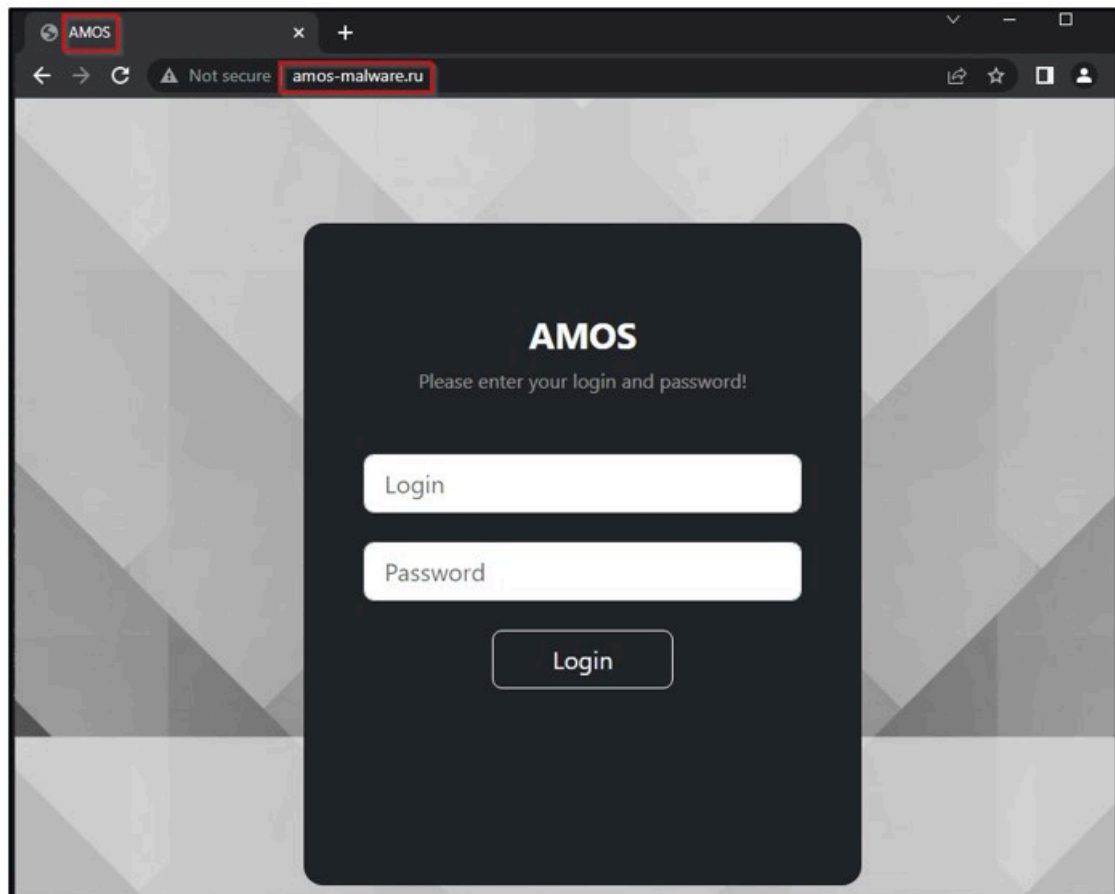 AMOS
Not secure amos-malware.ru
AMOS
Please enter your login and password!
Login
Password
Login